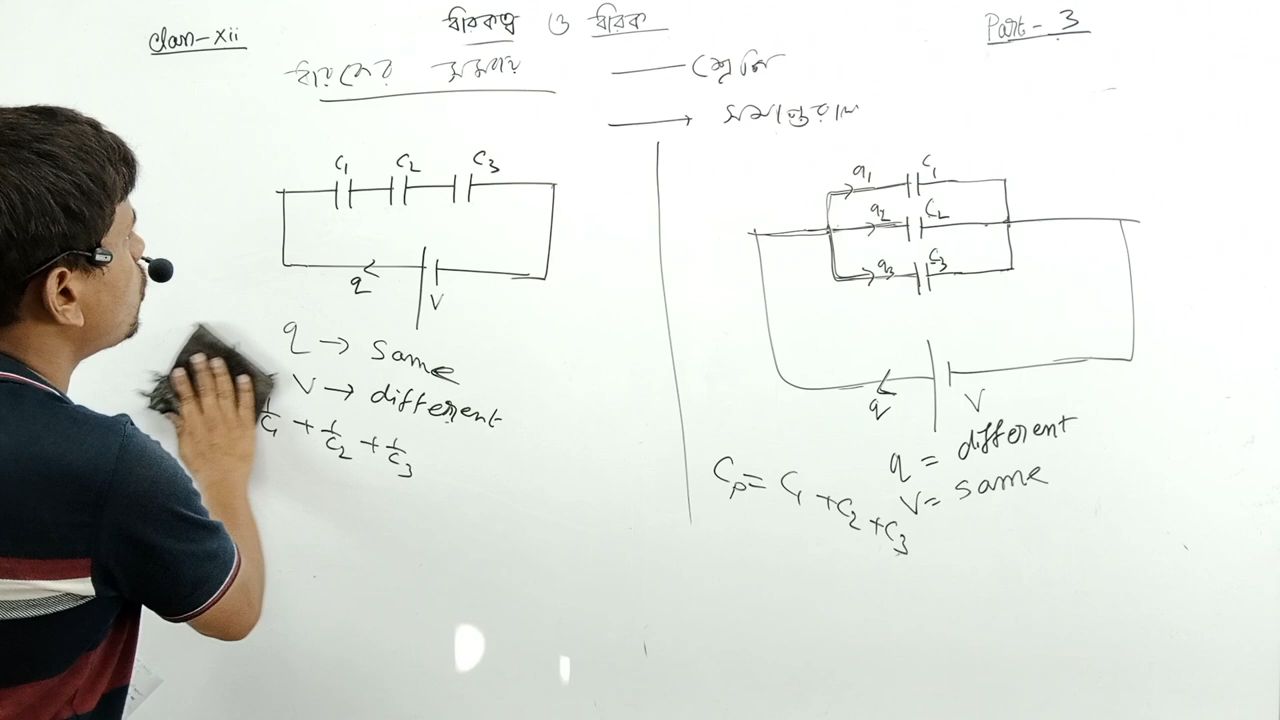 Class-xii
ধারকত্ব ও ধারক
Part- 3
ধারকের সমবায় — শ্রেণি
→ সমান্তরাল
C₁ C₂ C₃
q V
q → same
V → different
1/C₁ + 1/C₂ + 1/C₃
q₁ C₁
q₂ C₂
q₃ C₃
q V
q = different
V = same
Cₚ = C₁ + C₂ + C₃